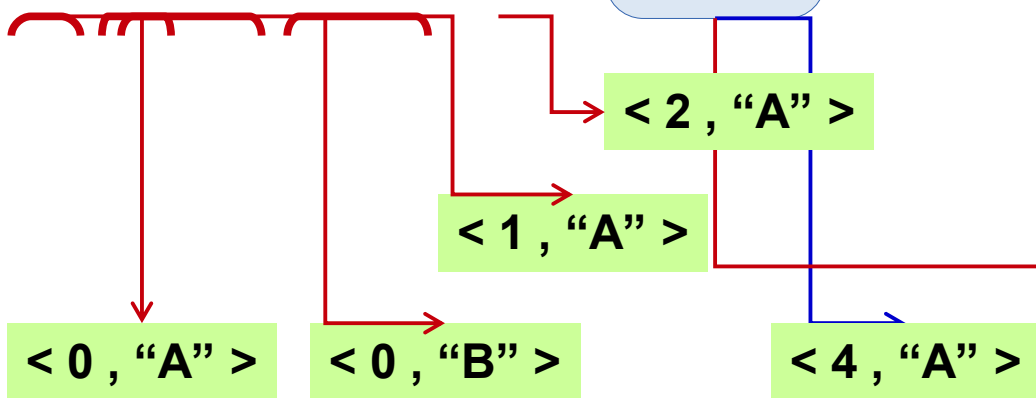 < 2 , “A” >
< 1 , “A” >
< 0 , “A” >
< 0 , “B” >
< 4 , “A” >